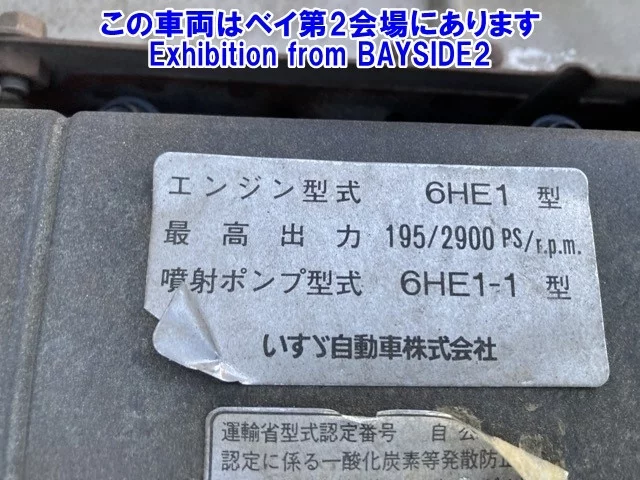 この車両はベイ第2会場にあります
Exhibition from BAYSIDE2
エンジン型式 6HE1 型
最高出力 195/2900 PS/r.p.m.
噴射ポンプ型式 6HE1-1 型
いすゞ自動車株式会社
運輸省型式認定番号 自 公
認定に係る一酸化炭素等発散防止